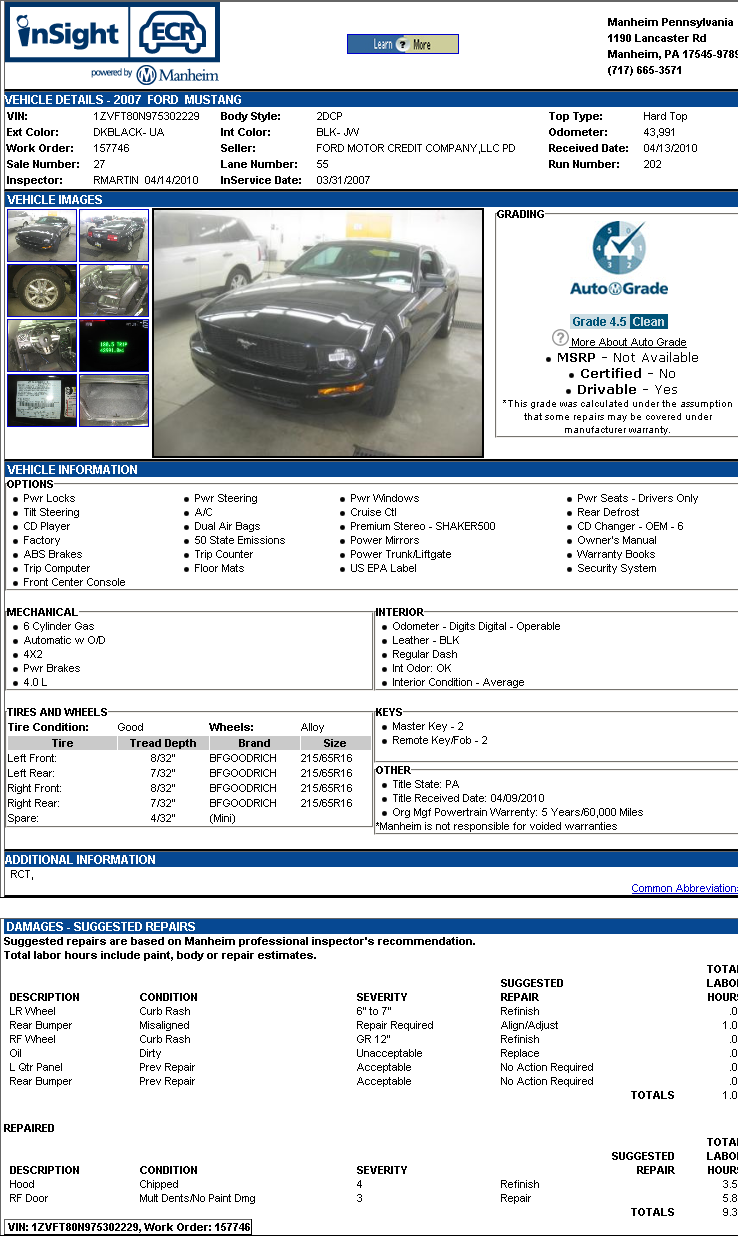 inSight ECR
powered by Manheim
Learn ? More
Manheim Pennsylvania
1190 Lancaster Rd
Manheim, PA 17545-9789
(717) 665-3571
VEHICLE DETAILS - 2007 FORD MUSTANG
VIN: 1ZVFT80N975302229 Body Style: 2DCP Top Type: Hard Top
Ext Color: DKBLACK- UA Int Color: BLK- JW Odometer: 43,991
Work Order: 157746 Seller: FORD MOTOR CREDIT COMPANY,LLC PD Received Date: 04/13/2010
Sale Number: 27 Lane Number: 55 Run Number: 202
Inspector: RMARTIN 04/14/2010 InService Date: 03/31/2007
VEHICLE IMAGES
GRADING
5 0 4 1 3 2
AutoGrade
Grade 4.5 Clean
? More About Auto Grade
• MSRP - Not Available
• Certified - No
• Drivable - Yes
*This grade was calculated under the assumption
that some repairs may be covered under
manufacturer warranty.
VEHICLE INFORMATION
OPTIONS
• Pwr Locks • Pwr Steering • Pwr Windows • Pwr Seats - Drivers Only
• Tilt Steering • A/C • Cruise Ctl • Rear Defrost
• CD Player • Dual Air Bags • Premium Stereo - SHAKER500 • CD Changer - OEM - 6
• Factory • 50 State Emissions • Power Mirrors • Owner's Manual
• ABS Brakes • Trip Counter • Power Trunk/Liftgate • Warranty Books
• Trip Computer • Floor Mats • US EPA Label • Security System
• Front Center Console
MECHANICAL
• 6 Cylinder Gas
• Automatic w O/D
• 4X2
• Pwr Brakes
• 4.0 L
INTERIOR
• Odometer - Digits Digital - Operable
• Leather - BLK
• Regular Dash
• Int Odor: OK
• Interior Condition - Average
TIRES AND WHEELS
Tire Condition: Good Wheels: Alloy
Tire Tread Depth Brand Size
Left Front: 8/32" BFGOODRICH 215/65R16
Left Rear: 7/32" BFGOODRICH 215/65R16
Right Front: 8/32" BFGOODRICH 215/65R16
Right Rear: 7/32" BFGOODRICH 215/65R16
Spare: 4/32" (Mini)
KEYS
• Master Key - 2
• Remote Key/Fob - 2
OTHER
• Title State: PA
• Title Received Date: 04/09/2010
• Org Mgf Powertrain Warrenty: 5 Years/60,000 Miles
*Manheim is not responsible for voided warranties
ADDITIONAL INFORMATION
RCT,
Common Abbreviations
DAMAGES - SUGGESTED REPAIRS
Suggested repairs are based on Manheim professional inspector's recommendation.
Total labor hours include paint, body or repair estimates.
DESCRIPTION CONDITION SEVERITY SUGGESTED REPAIR TOTAL LABOR HOURS
LR Wheel Curb Rash 6" to 7" Refinish .0
Rear Bumper Misaligned Repair Required Align/Adjust 1.0
RF Wheel Curb Rash GR 12" Refinish .0
Oil Dirty Unacceptable Replace .0
L Qtr Panel Prev Repair Acceptable No Action Required .0
Rear Bumper Prev Repair Acceptable No Action Required .0
TOTALS 1.0
REPAIRED
DESCRIPTION CONDITION SEVERITY SUGGESTED REPAIR TOTAL LABOR HOURS
Hood Chipped 4 Refinish 3.5
RF Door Mult Dents/No Paint Dmg 3 Repair 5.8
TOTALS 9.3
VIN: 1ZVFT80N975302229, Work Order: 157746